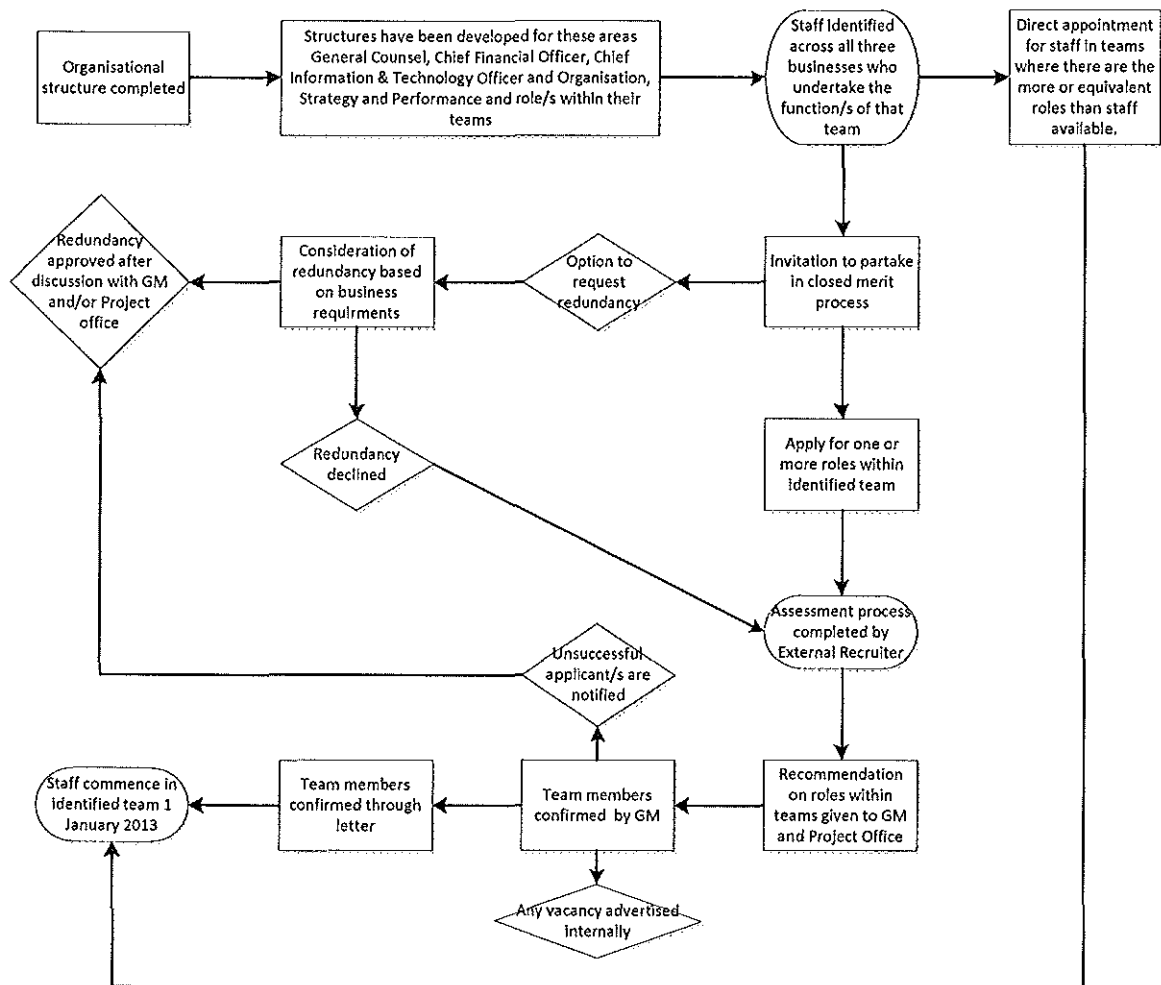 Organisational
structure completed
Structures have been developed for these areas
General Counsel, Chief Financial Officer, Chief
Information & Technology Officer and Organisation,
Strategy and Performance and role/s within their
teams
Staff identified
across all three
businesses who
undertake the
function/s of that
team
Direct appointment
for staff in teams
where there are the
more or equivalent
roles than staff
available.
Redundancy
approved after
discussion with GM
and/or Project
office
Consideration of
redundancy based
on business
requirments
Option to
request
redundancy
Invitation to partake
in closed merit
process
Redundancy
declined
Apply for one or
more roles within
identified team
Assessment process
completed by
External Recruiter
Unsuccessful
applicant/s are
notified
Staff commence in
identified team 1
January 2013
Team members
confirmed through
letter
Team members
confirmed by GM
Recommendation
on roles within
teams given to GM
and Project Office
Any vacancy advertised
internally